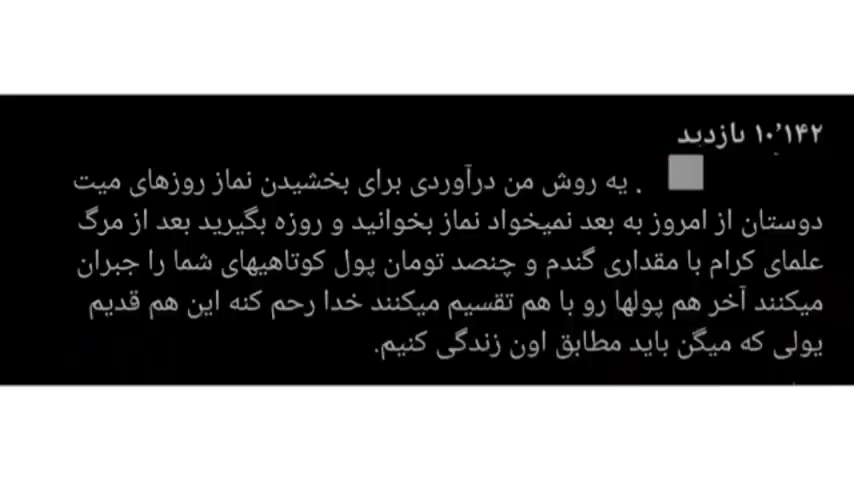 ۱۰٬۱۴۲ بازدید
. یه روش من درآوردی برای بخشیدن نماز روزهای میت
دوستان از امروز به بعد نمیخواد نماز بخوانید و روزه بگیرید بعد از مرگ
علمای کرام با مقداری گندم و چنصد تومان پول کوتاهیهای شما را جبران
میکنند آخر هم پولها رو با هم تقسیم میکنند خدا رحم کنه این هم قدیم
یولی که میگن باید مطابق اون زندگی کنیم.